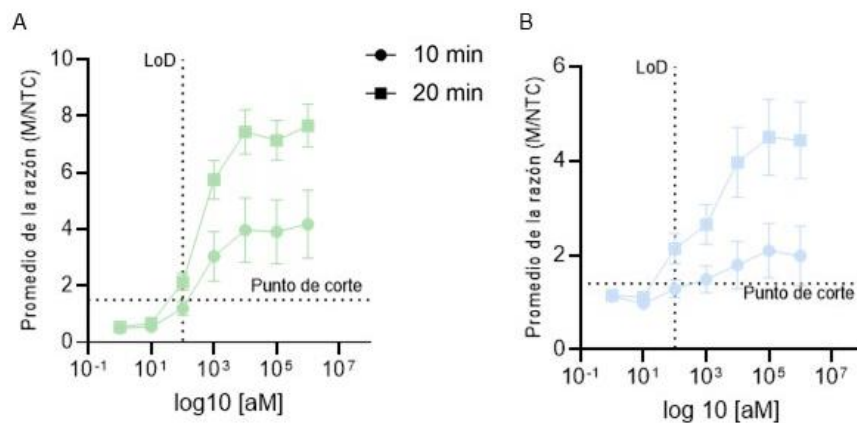 A
Promedio de la razón (M/NTC)
10
8
6
4
2
0
LoD
Punto de corte
10⁻¹ 10¹ 10³ 10⁵ 10⁷
log10 [aM]
10 min
20 min
B
Promedio de la razón (M/NTC)
6
4
2
0
LoD
Punto de corte
10⁻¹ 10¹ 10³ 10⁵ 10⁷
log 10 [aM]